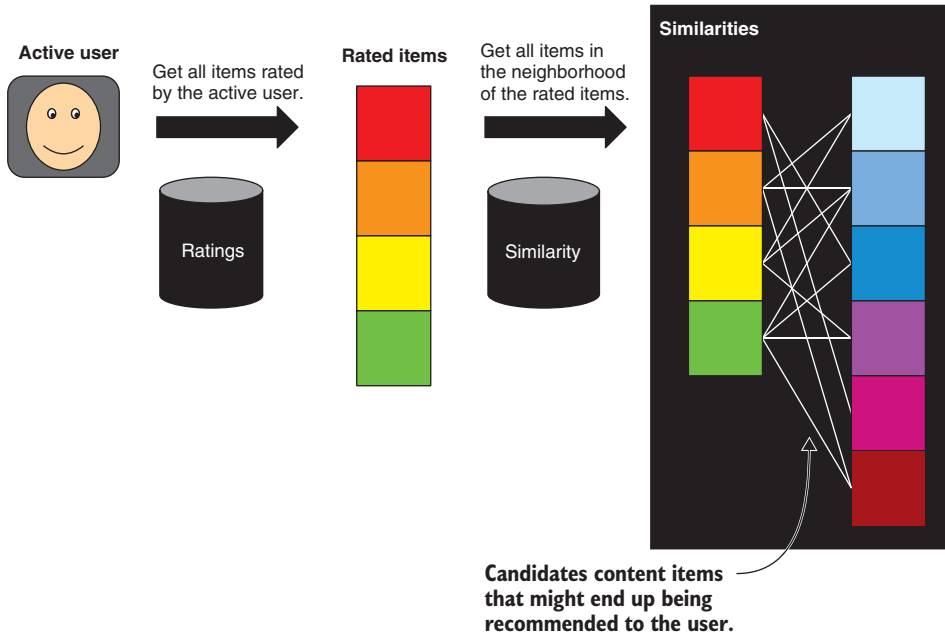 Active user
Get all items rated
by the active user.
Ratings
Rated items
Get all items in
the neighborhood
of the rated items.
Similarity
Similarities
Candidates content items
that might end up being
recommended to the user.